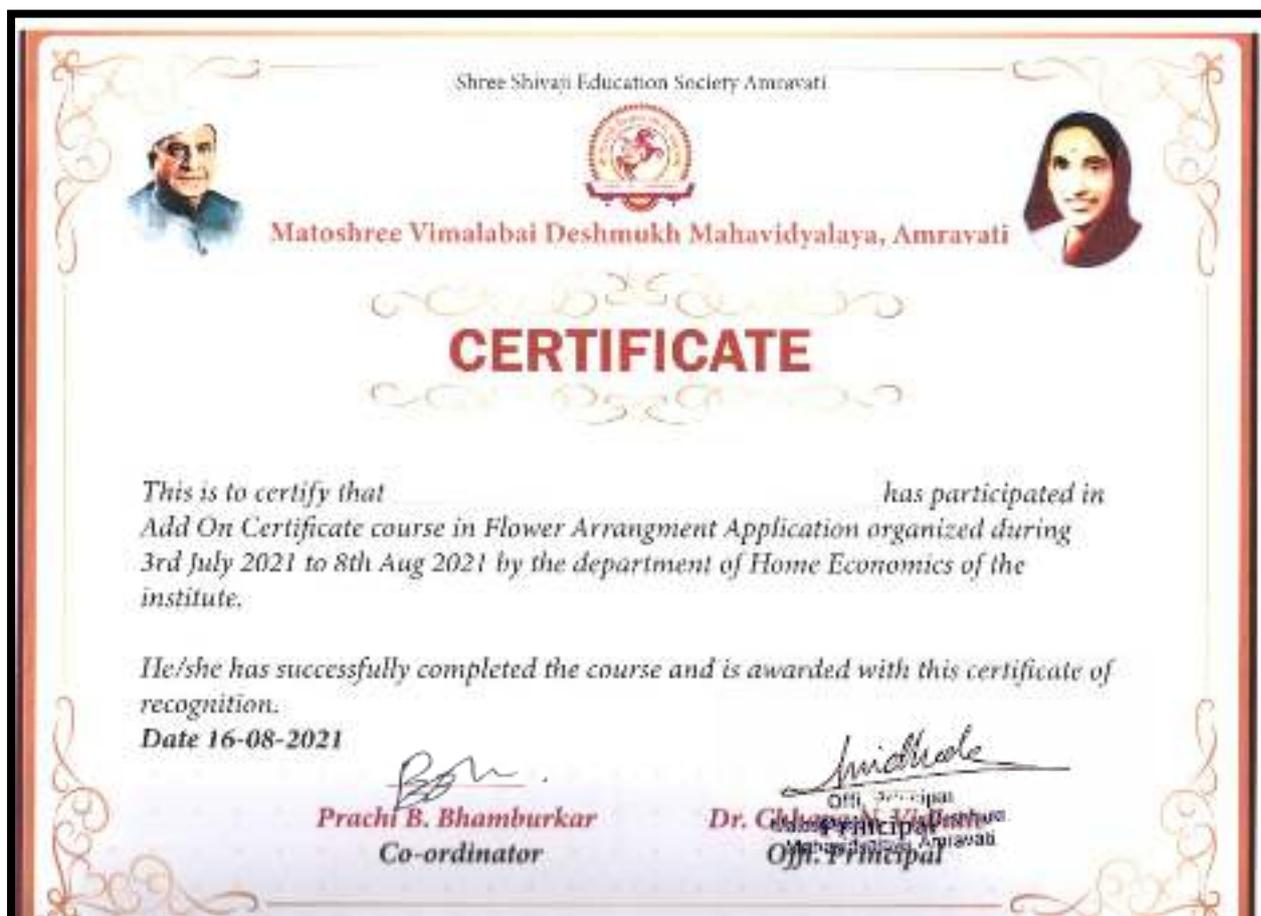 Shree Shivaji Education Society Amravati
Matoshree Vimalabai Deshmukh Mahavidyalaya, Amravati
CERTIFICATE
This is to certify that has participated in
Add On Certificate course in Flower Arrangment Application organized during
3rd July 2021 to 8th Aug 2021 by the department of Home Economics of the
institute.
He/she has successfully completed the course and is awarded with this certificate of
recognition.
Date 16-08-2021
Prachi B. Bhamburkar
Co-ordinator
Dr.
Principal
Amravati
Offi. Principal